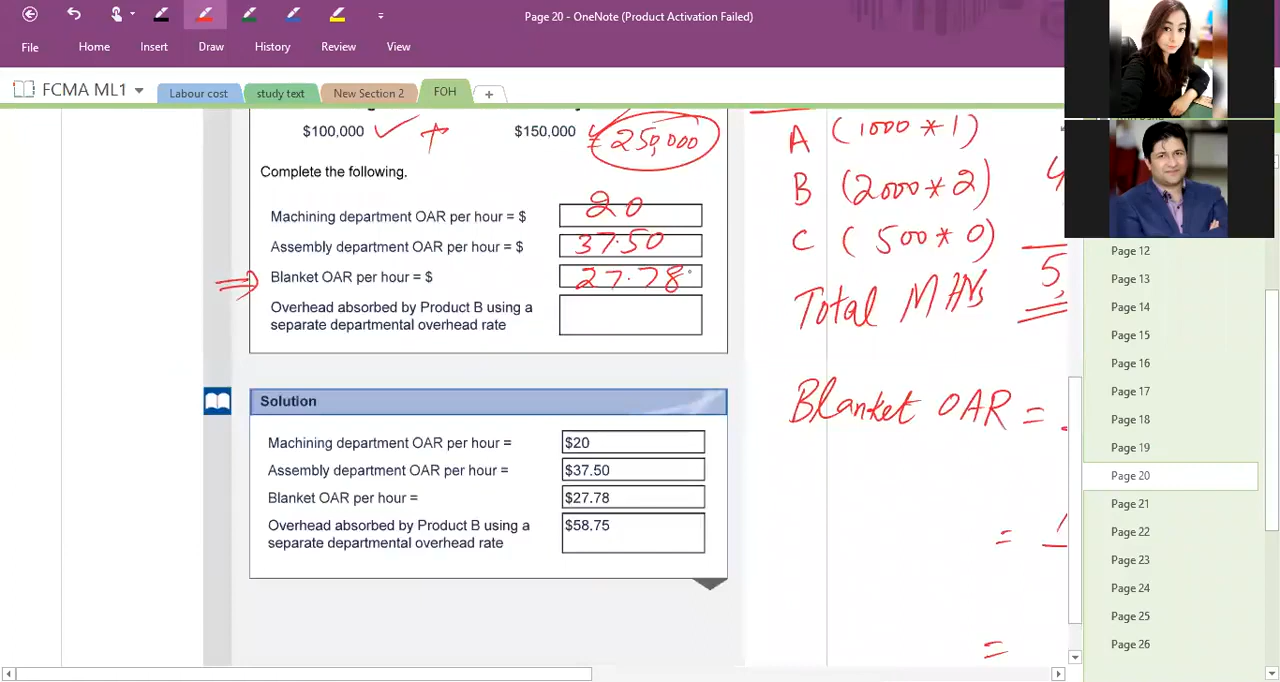 Page 20 - OneNote (Product Activation Failed)
File Home Insert Draw History Review View
FCMA ML1 Labour cost study text New Section 2 FOH +
$100,000 ✓ + $150,000 250,000
Complete the following.
Machining department OAR per hour = $ 20
Assembly department OAR per hour = $ 37.50
⇒ Blanket OAR per hour = $ 27.78
Overhead absorbed by Product B using a
separate departmental overhead rate
Solution
Machining department OAR per hour = $20
Assembly department OAR per hour = $37.50
Blanket OAR per hour = $27.78
Overhead absorbed by Product B using a $58.75
separate departmental overhead rate
A (1000 * 1)
B (2000 * 2) 4
C ( 500 * 0)
Total MHs 5,
Blanket OAR =
= 1
=
Page 12
Page 13
Page 14
Page 15
Page 16
Page 17
Page 18
Page 19
Page 20
Page 21
Page 22
Page 23
Page 24
Page 25
Page 26